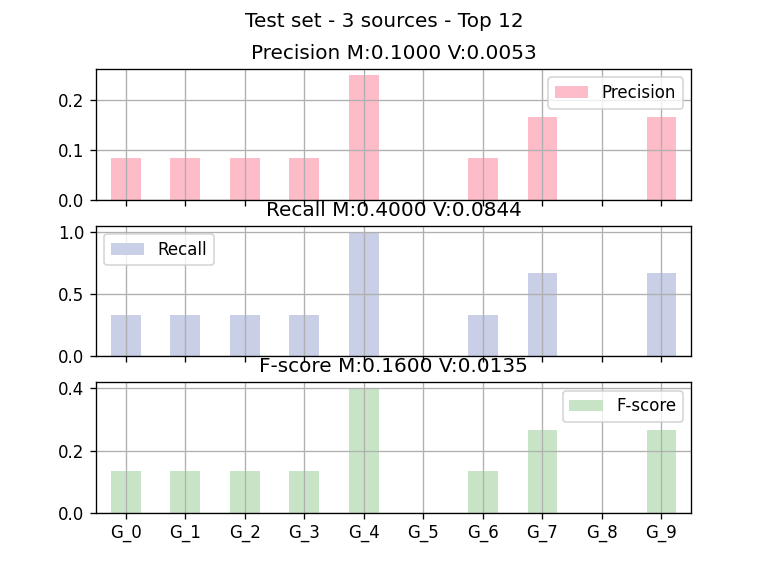 Test set - 3 sources - Top 12
Precision M:0.1000 V:0.0053
0.2
0.1
0.0
Precision
Recall M:0.4000 V:0.0844
1.0
0.5
0.0
Recall
F-score M:0.1600 V:0.0135
0.4
0.2
0.0
F-score
G_0 G_1 G_2 G_3 G_4 G_5 G_6 G_7 G_8 G_9